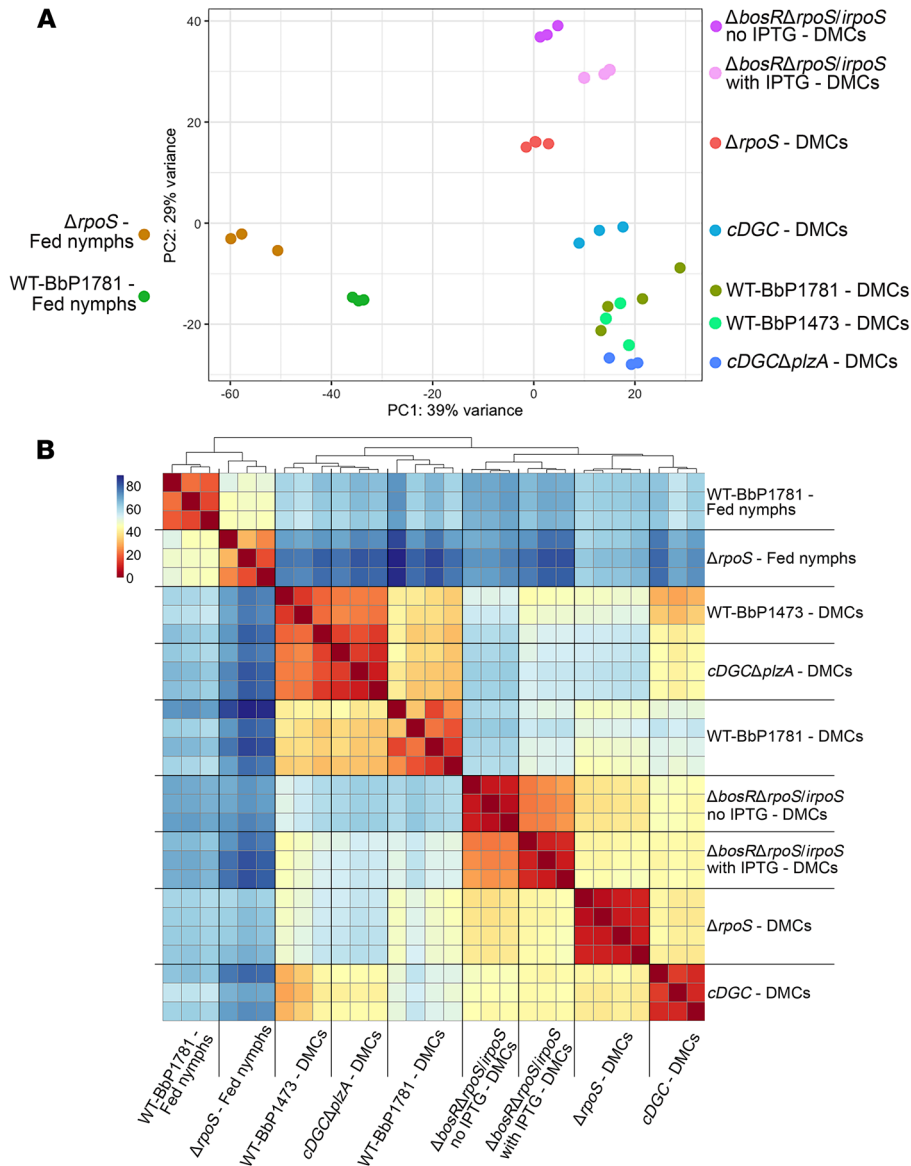 A
ΔbosRΔrpoS/irpoS
no IPTG - DMCs
ΔbosRΔrpoS/irpoS
with IPTG - DMCs
ΔrpoS - DMCs
cDGC - DMCs
WT-BbP1781 - DMCs
WT-BbP1473 - DMCs
cDGCΔplzA - DMCs
ΔrpoS -
Fed nymphs
WT-BbP1781 -
Fed nymphs
PC2: 29% variance
40
20
0
-20
-60
-40
-20
0
20
PC1: 39% variance
B
80
60
40
20
0
WT-BbP1781 -
Fed nymphs
ΔrpoS - Fed nymphs
WT-BbP1473 - DMCs
cDGCΔplzA - DMCs
WT-BbP1781 - DMCs
ΔbosRΔrpoS/irpoS
no IPTG - DMCs
ΔbosRΔrpoS/irpoS
with IPTG - DMCs
ΔrpoS - DMCs
cDGC - DMCs
WT-BbP1781 -
Fed nymphs
ΔrpoS - Fed nymphs
WT-BbP1473 - DMCs
cDGCΔplzA - DMCs
WT-BbP1781 - DMCs
ΔbosRΔrpoS/irpoS
no IPTG - DMCs
ΔbosRΔrpoS/irpoS
with IPTG - DMCs
ΔrpoS - DMCs
cDGC - DMCs